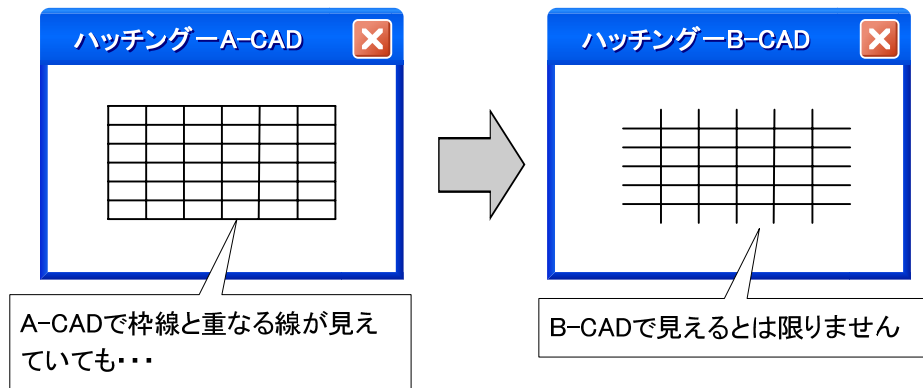 ハッチングーA-CAD
ハッチングーB-CAD
A-CADで枠線と重なる線が見え
ていても・・・
B-CADで見えるとは限りません